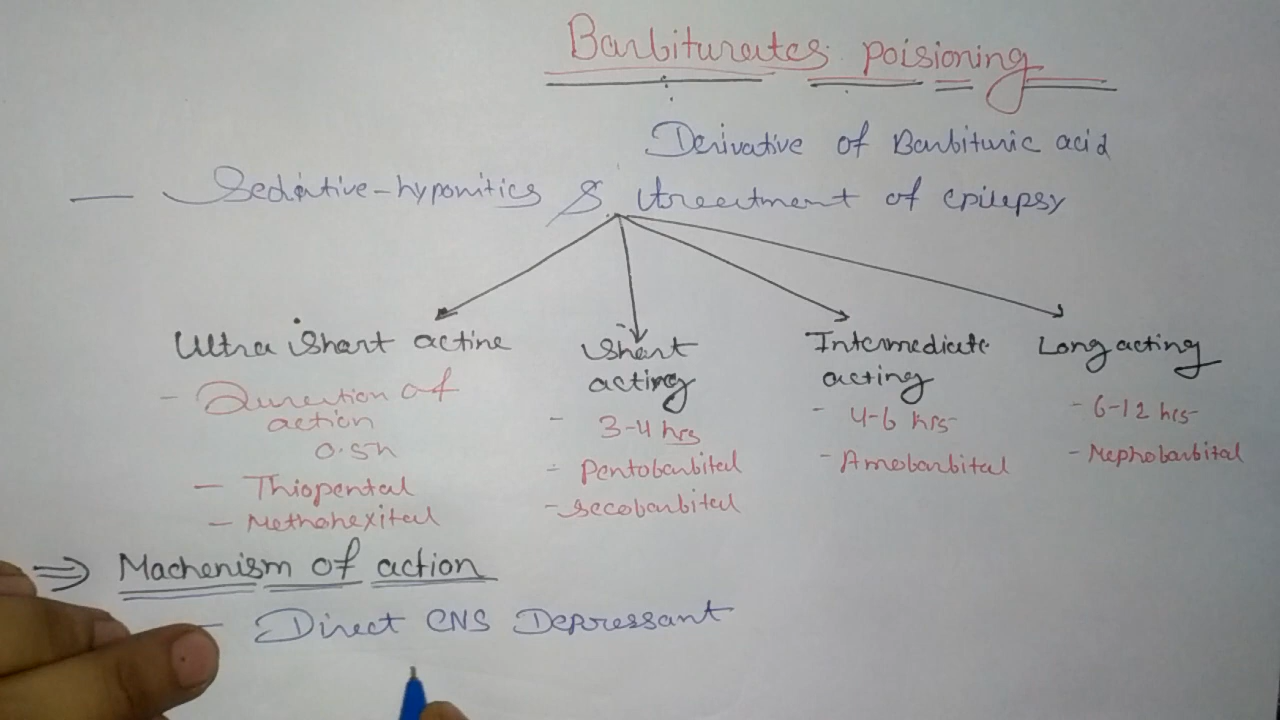 Barbiturates poisioning
Derivative of Barbituric acid
— Sedative-hyponitics & treatment of epilepsy
Ultra short actine
- Duration of
action
0.5h
- Thiopental
- Methohexital
Short
acting
- 3-4 hrs
- Pentobarbital
- secobarbital
Intermediate
acting
- 4-6 hrs
- Amobarbital
Long acting
- 6-12 hrs
- Mephobarbital
⇒ Machenism of action
- Direct CNS Depressant